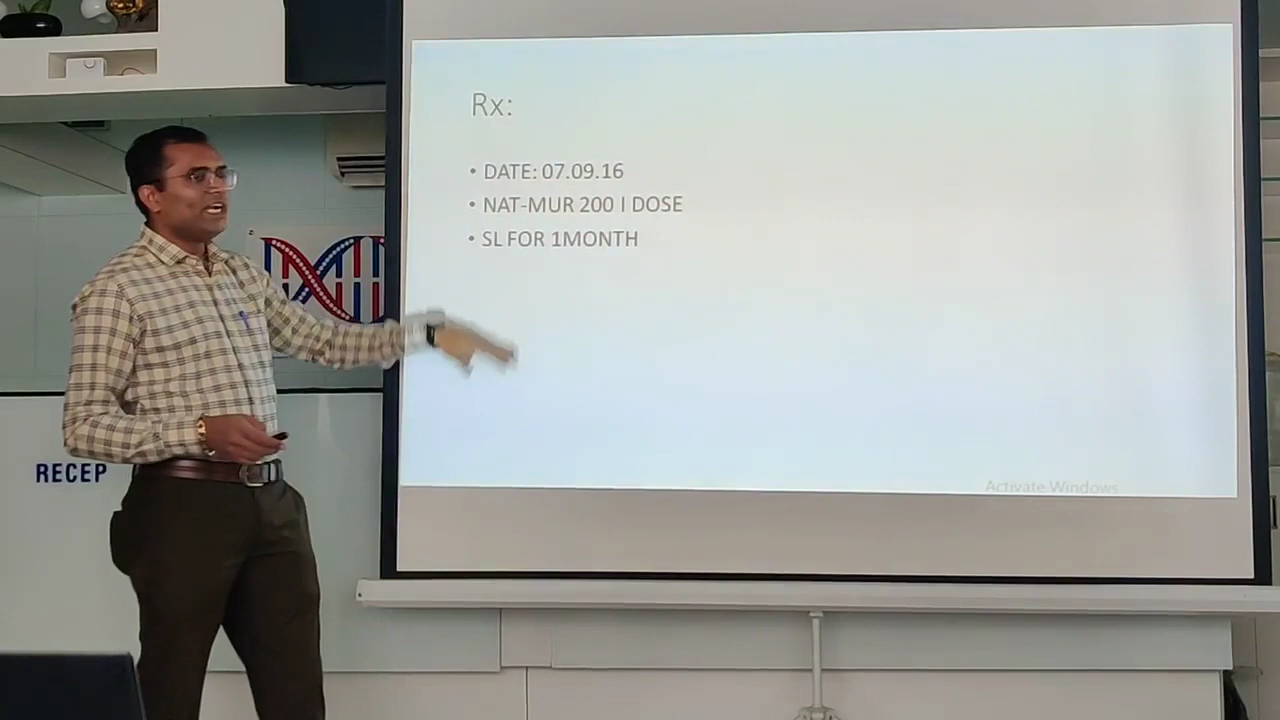 Rx:
• DATE: 07.09.16
• NAT-MUR 200 I DOSE
• SL FOR 1MONTH
RECEP
Activate Windows